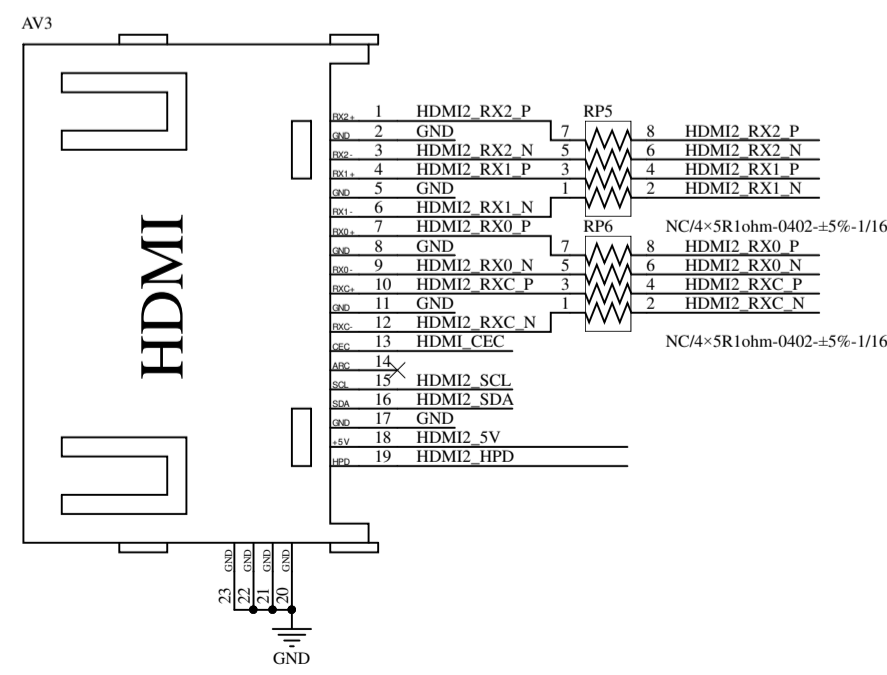 AV3
HDMI
RX2+ 1 HDMI2_RX2_P
GND 2 GND
RX2- 3 HDMI2_RX2_N
RX1+ 4 HDMI2_RX1_P
GND 5 GND
RX1- 6 HDMI2_RX1_N
RX0+ 7 HDMI2_RX0_P
GND 8 GND
RX0- 9 HDMI2_RX0_N
RXC+ 10 HDMI2_RXC_P
GND 11 GND
RXC- 12 HDMI2_RXC_N
CEC 13 HDMI_CEC
ARC 14
SCL 15 HDMI2_SCL
SDA 16 HDMI2_SDA
GND 17 GND
+5V 18 HDMI2_5V
HPD 19 HDMI2_HPD
RP5
7 8 HDMI2_RX2_P
5 6 HDMI2_RX2_N
3 4 HDMI2_RX1_P
1 2 HDMI2_RX1_N
NC/4×5R1ohm-0402-±5%-1/16
RP6
7 8 HDMI2_RX0_P
5 6 HDMI2_RX0_N
3 4 HDMI2_RXC_P
1 2 HDMI2_RXC_N
NC/4×5R1ohm-0402-±5%-1/16
GND GND GND GND
23 22 21 20
GND